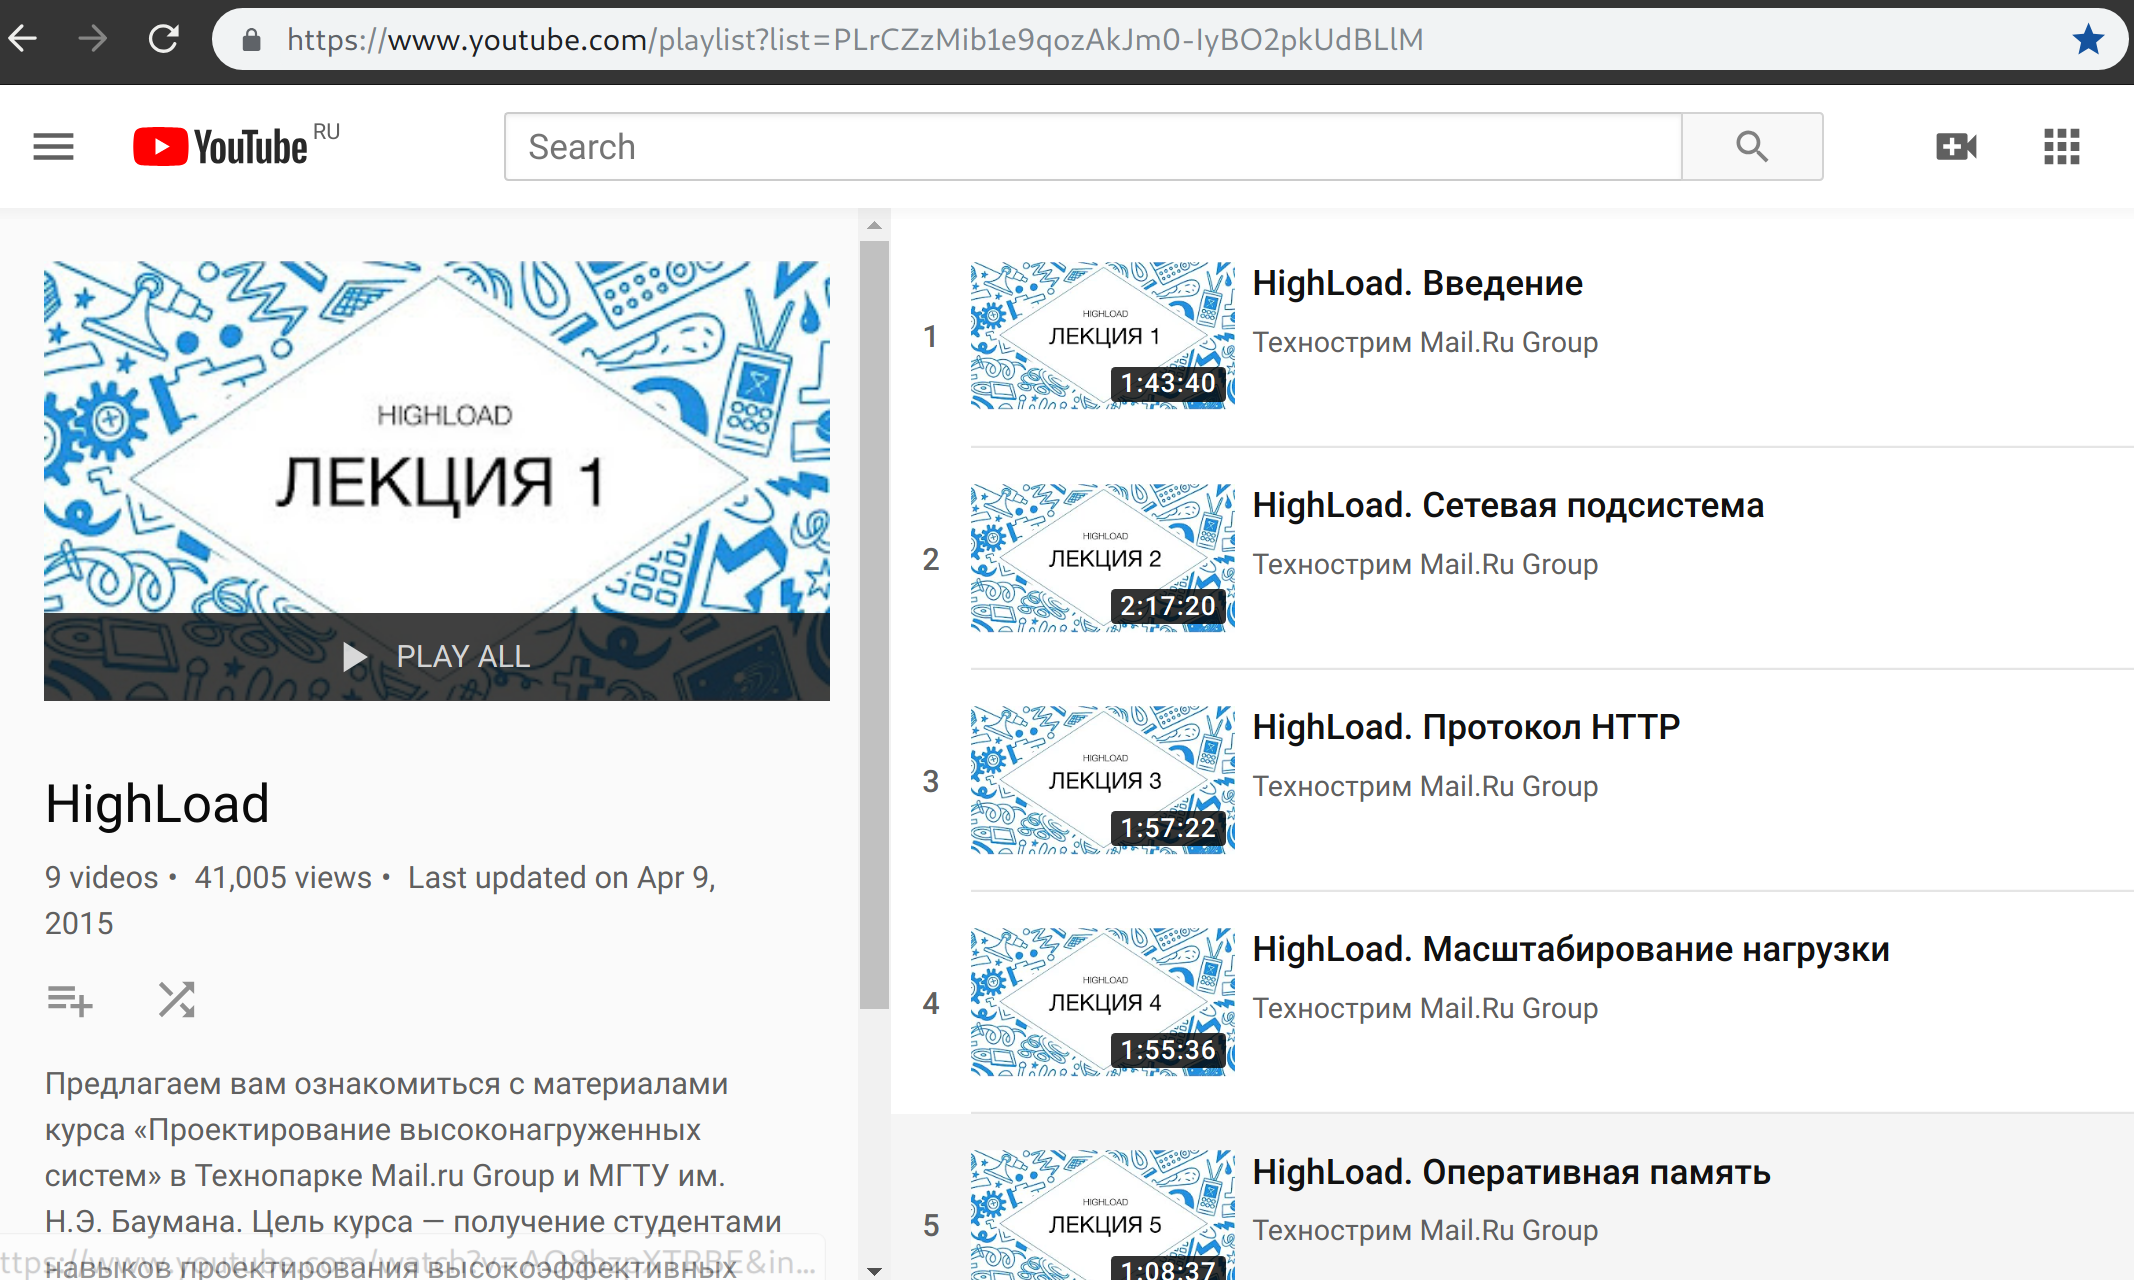 https://www.youtube.com/playlist?list=PLrCZzMib1e9qozAkJm0-IyBO2pkUdBLlM
YouTube RU
Search
HIGHLOAD
ЛЕКЦИЯ 1
PLAY ALL
HighLoad
9 videos • 41,005 views • Last updated on Apr 9,
2015
Предлагаем вам ознакомиться с материалами
курса «Проектирование высоконагруженных
систем» в Технопарке Mail.ru Group и МГТУ им.
Н.Э. Баумана. Цель курса — получение студентами
навыков проектирования высокоэффективных
1
HIGHLOAD
ЛЕКЦИЯ 1
1:43:40
HighLoad. Введение
Технострим Mail.Ru Group
2
HIGHLOAD
ЛЕКЦИЯ 2
2:17:20
HighLoad. Сетевая подсистема
Технострим Mail.Ru Group
3
HIGHLOAD
ЛЕКЦИЯ 3
1:57:22
HighLoad. Протокол HTTP
Технострим Mail.Ru Group
4
HIGHLOAD
ЛЕКЦИЯ 4
1:55:36
HighLoad. Масштабирование нагрузки
Технострим Mail.Ru Group
5
HIGHLOAD
ЛЕКЦИЯ 5
1:08:37
HighLoad. Оперативная память
Технострим Mail.Ru Group